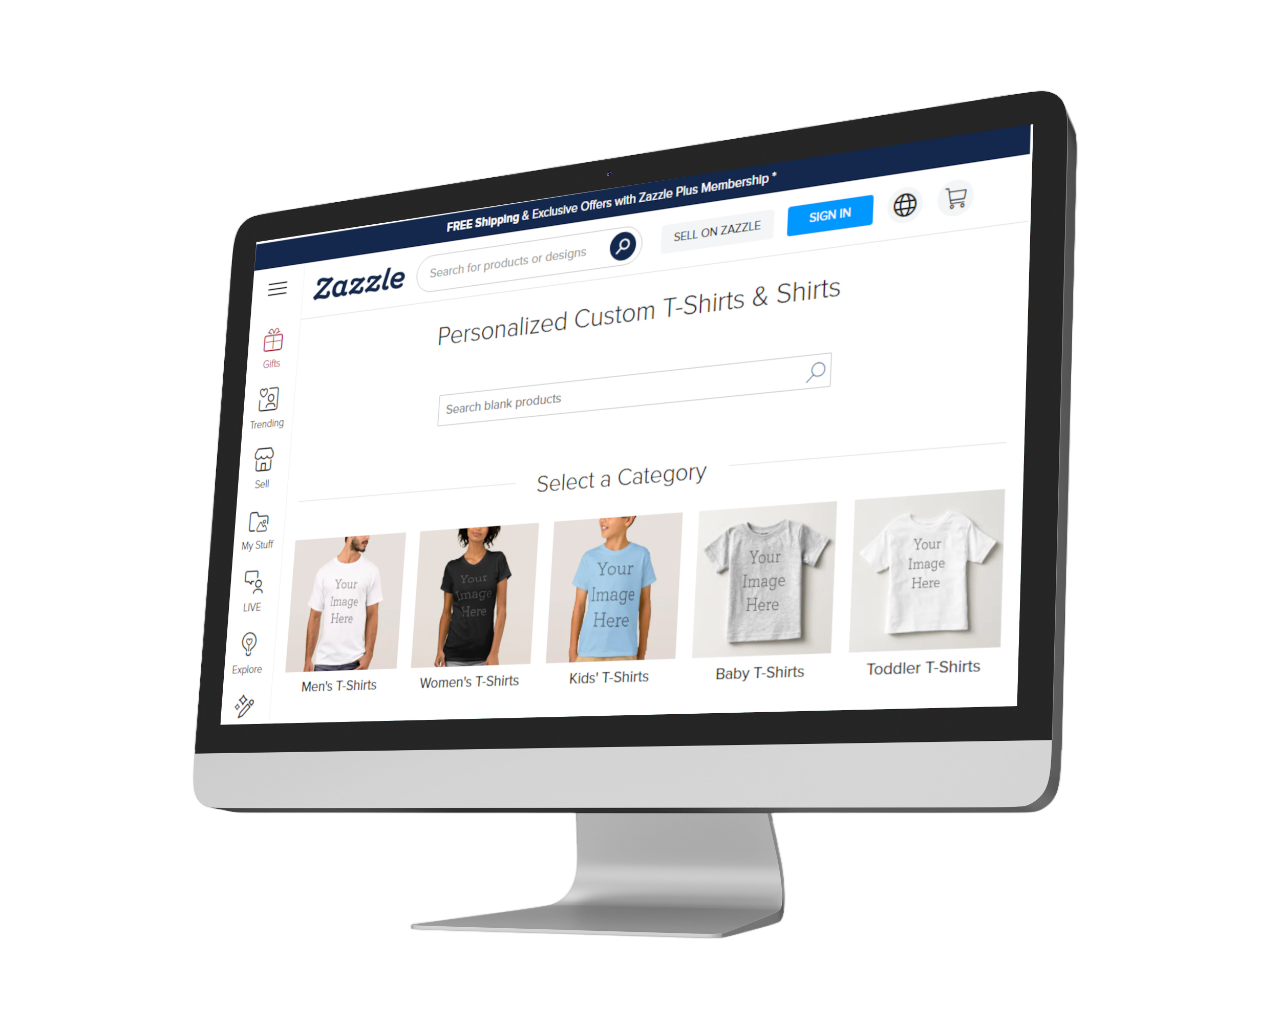 FREE Shipping & Exclusive Offers with Zazzle Plus Membership *
Zazzle
Search for products or designs
SELL ON ZAZZLE
SIGN IN
Gifts
Trending
Sell
My Stuff
LIVE
Explore
Personalized Custom T-Shirts & Shirts
Search blank products
Select a Category
Your
Image
Here
Men's T-Shirts
Your
Image
Here
Women's T-Shirts
Your
Image
Here
Kids' T-Shirts
Your
Image
Here
Baby T-Shirts
Your
Image
Here
Toddler T-Shirts